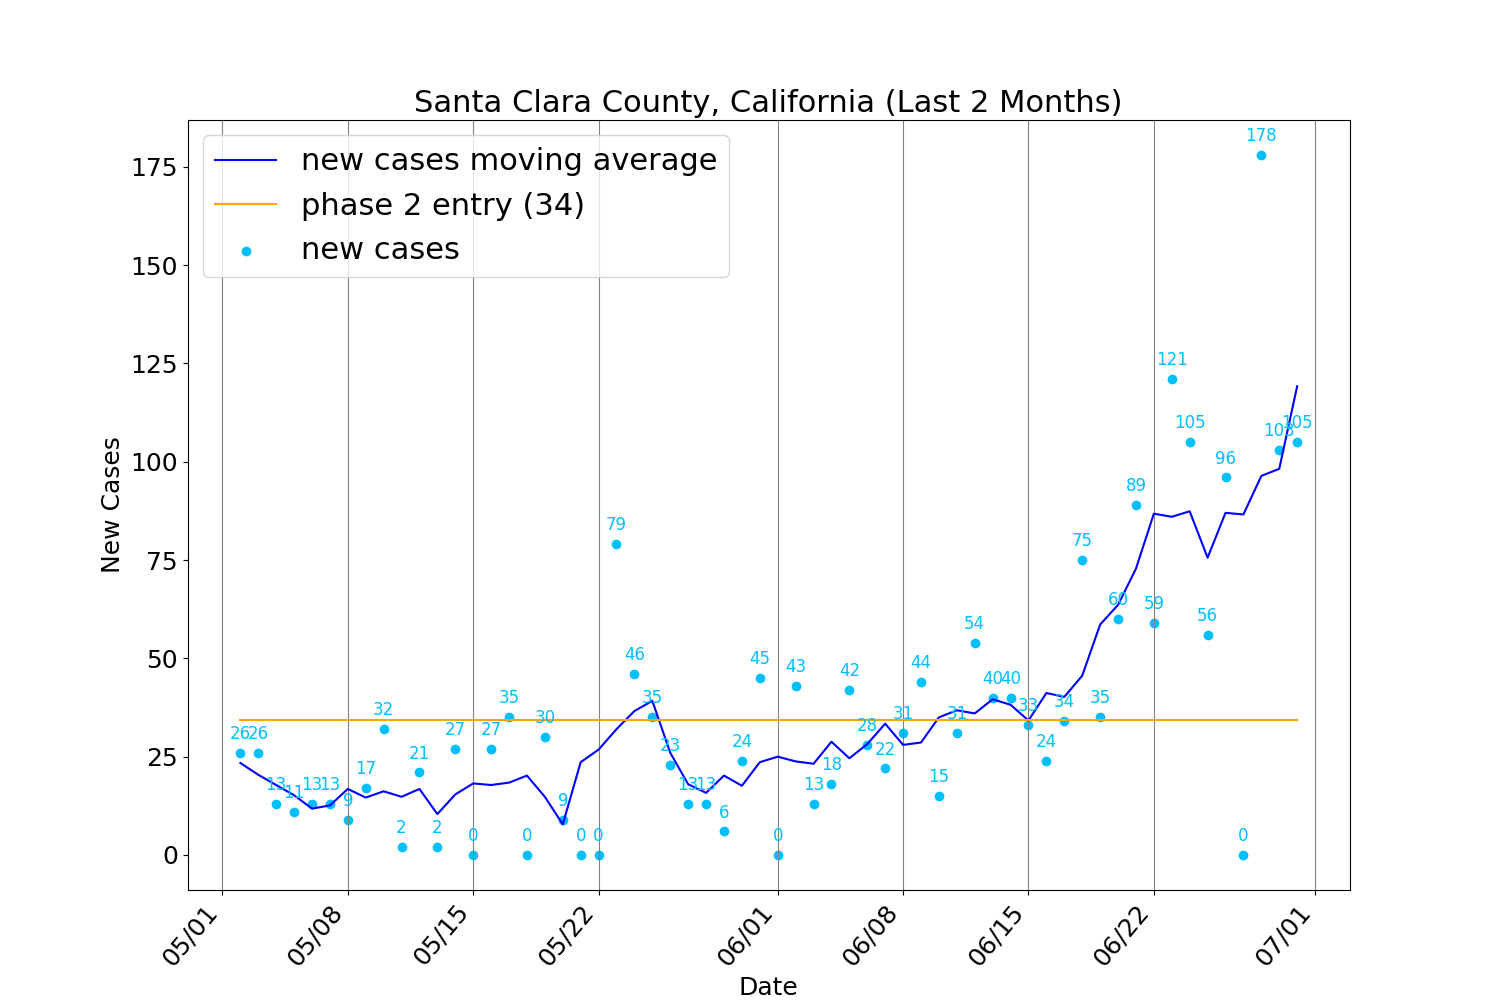 Santa Clara County, California (Last 2 Months)
new cases moving average
phase 2 entry (34)
new cases
New Cases
175
150
125
100
75
50
25
0
26 26 13 11 13 13 9 17 32 2 21 2 27 0 27 35 0 30 9 0 0 79 46 35 23 13 13 6 24 45 0 43 13 18 42 28 22 31 44 15 31 54 40 40 33 24 34 75 35 60 89 59 121 105 56 96 0 178 103 105
05/01 05/08 05/15 05/22 06/01 06/08 06/15 06/22 07/01
Date